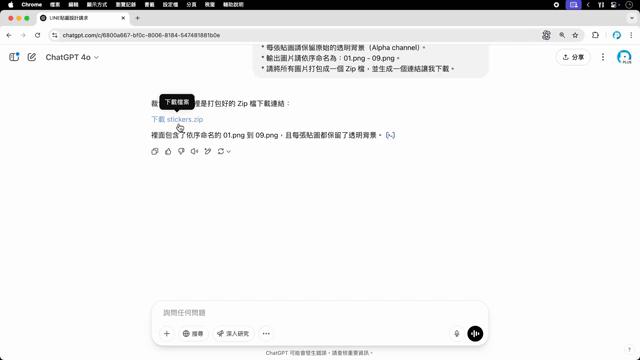 Chrome 檔案 編輯 顯示方式 瀏覽記錄 書籤 設定檔 分頁 視窗 輔助說明
LINE貼圖設計請求
chatgpt.com/c/6800a667-bf0c-8006-8184-547481881b0e
ChatGPT 4o
分享
PLUS
* 每張貼圖請保留原始的透明背景（Alpha channel）。
* 輸出圖片請依序命名為：01.png - 09.png。
* 請將所有圖片打包成一個 Zip 檔，並生成一個連結讓我下載。
下載檔案
裡是打包好的 Zip 檔下載連結：
下載 stickers.zip
裡面包含了依序命名的 01.png 到 09.png，且每張貼圖都保留了透明背景。
詢問任何問題
搜尋
深入研究
ChatGPT 可能會發生錯誤。請查核重要資訊。